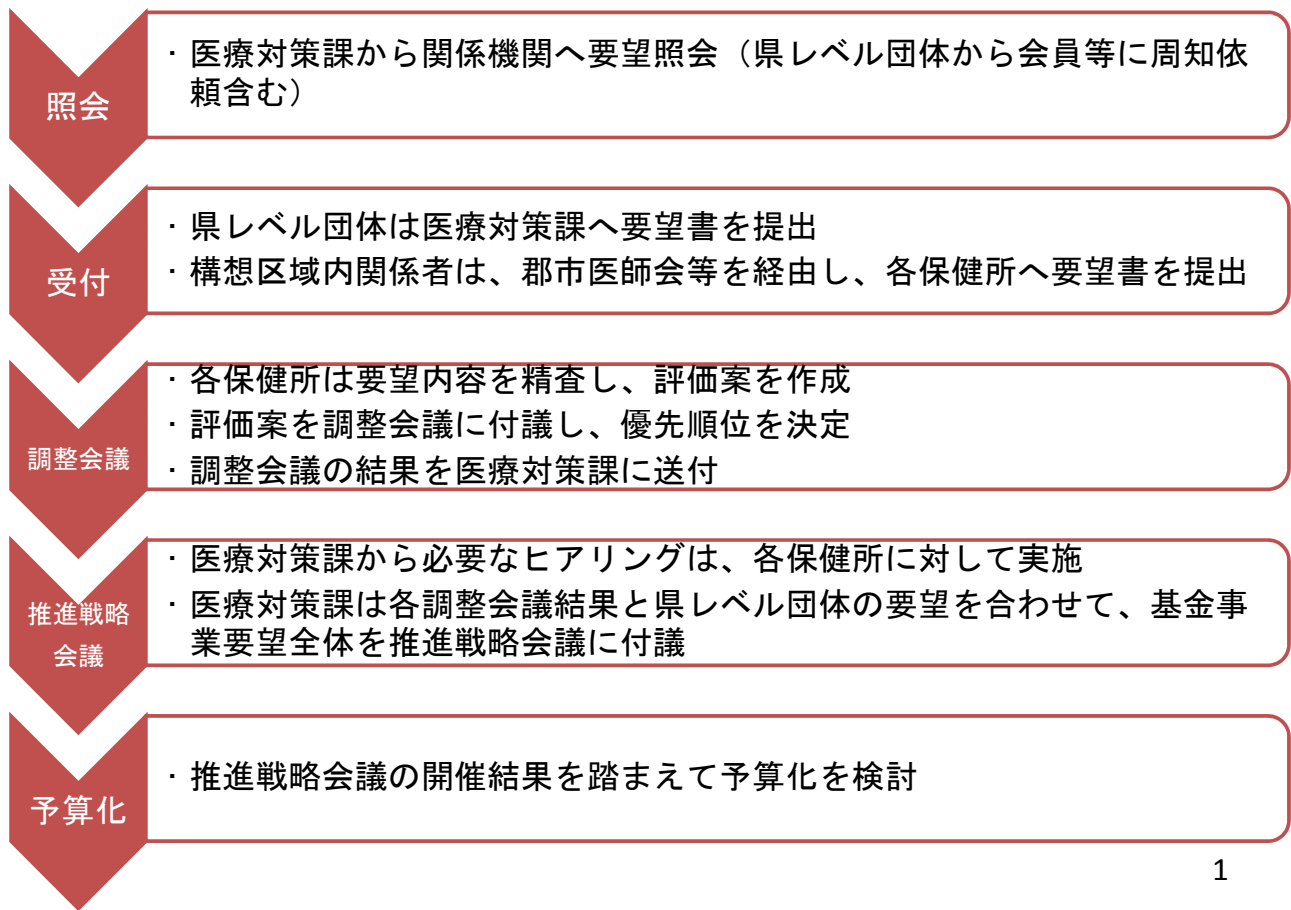 照会
・医療対策課から関係機関へ要望照会（県レベル団体から会員等に周知依
頼含む）
受付
・県レベル団体は医療対策課へ要望書を提出
・構想区域内関係者は、郡市医師会等を経由し、各保健所へ要望書を提出
調整会議
・各保健所は要望内容を精査し、評価案を作成
・評価案を調整会議に付議し、優先順位を決定
・調整会議の結果を医療対策課に送付
推進戦略
会議
・医療対策課から必要なヒアリングは、各保健所に対して実施
・医療対策課は各調整会議結果と県レベル団体の要望を合わせて、基金事
業要望全体を推進戦略会議に付議
予算化
・推進戦略会議の開催結果を踏まえて予算化を検討
1